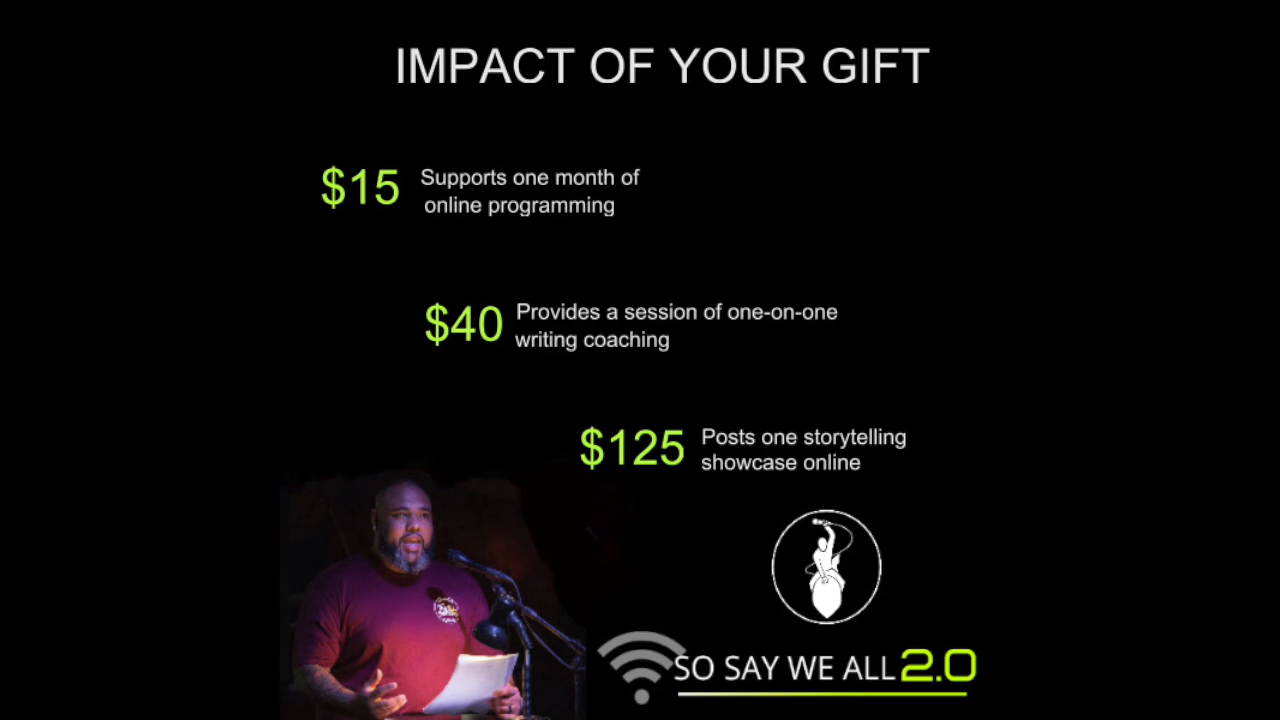 IMPACT OF YOUR GIFT
$15 Supports one month of
online programming
$40 Provides a session of one-on-one
writing coaching
$125 Posts one storytelling
showcase online
SO SAY WE ALL 2.0